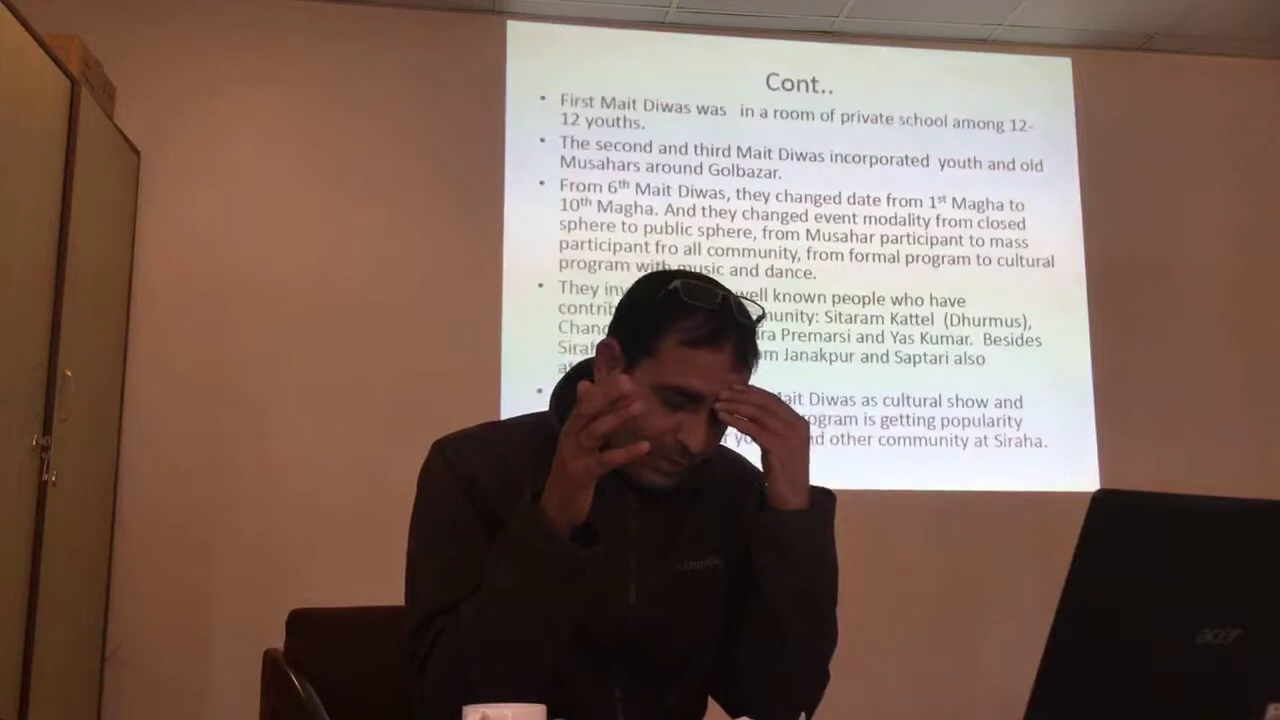 Cont..
• First Mait Diwas was in a room of private school among 12-
12 youths.
• The second and third Mait Diwas incorporated youth and old
Musahars around Golbazar.
• From 6th Mait Diwas, they changed date from 1st Magha to
10th Magha. And they changed event modality from closed
sphere to public sphere, from Musahar participant to mass
participant fro all community, from formal program to cultural
program with music and dance.
• They well known people who have
Sitaram Kattel (Dhurmus),
Premarsi and Yas Kumar. Besides
Janakpur and Saptari also
• Mait Diwas as cultural show and
is getting popularity
other community at Siraha.
acer